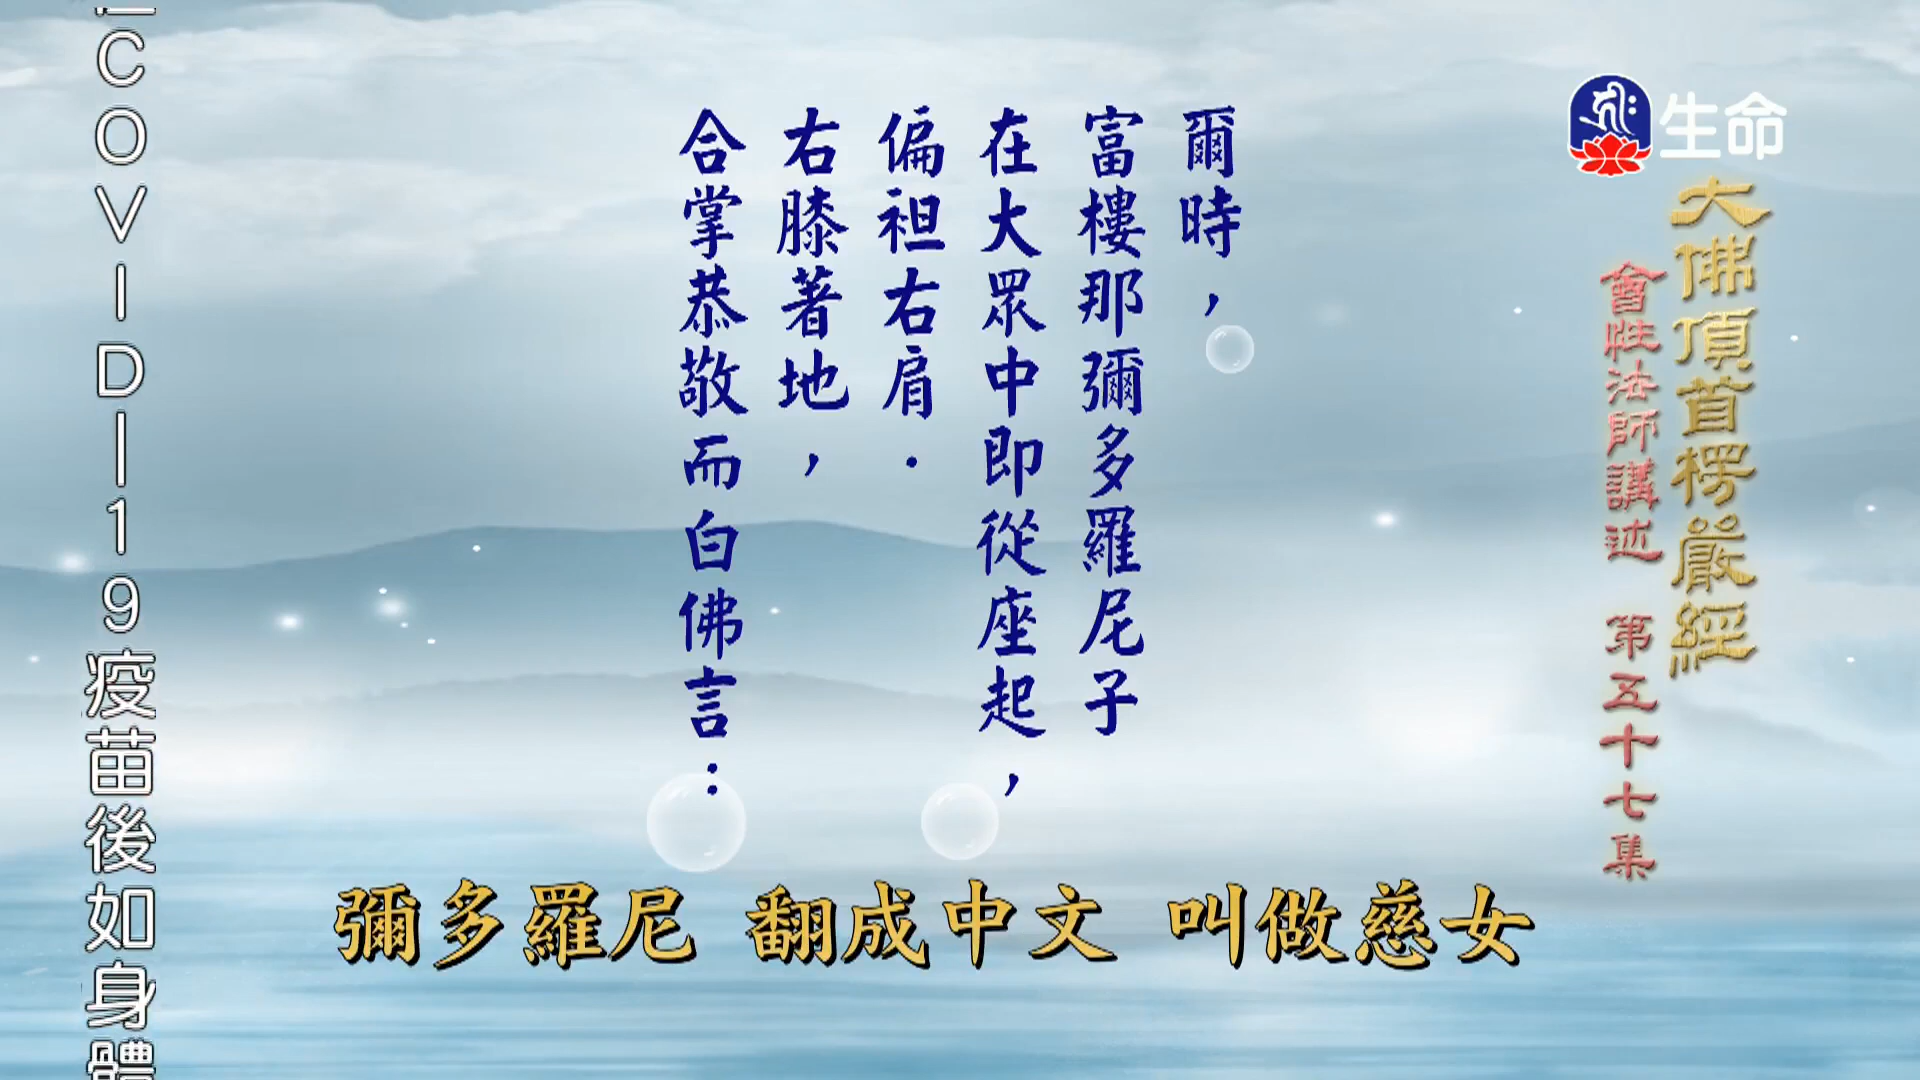 生命
大佛頂首楞嚴經
會性法師講述 第五十七集
爾時，
富樓那彌多羅尼子
在大眾中即從座起，
偏袒右肩．
右膝著地，
合掌恭敬而白佛言：
COVID-19疫苗後如身體
彌多羅尼 翻成中文 叫做慈女